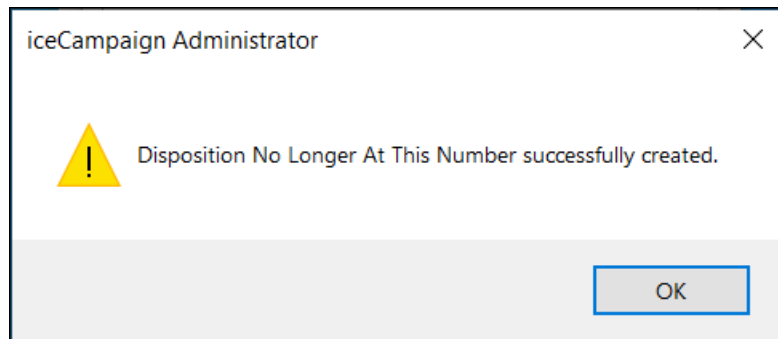 iceCampaign Administrator
Disposition No Longer At This Number successfully created.
OK